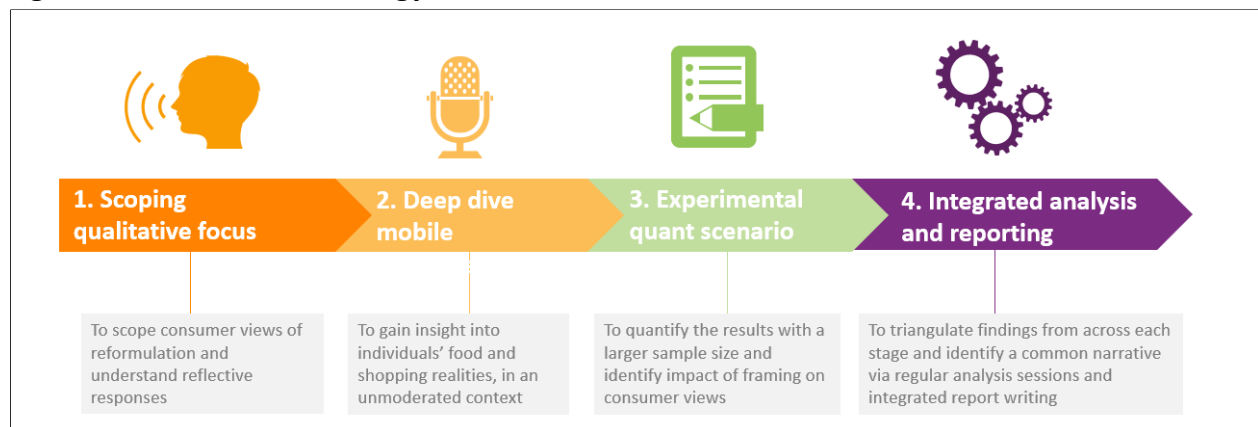 1. Scoping
qualitative focus
2. Deep dive
mobile
3. Experimental
quant scenario
4. Integrated analysis
and reporting
To scope consumer views of
reformulation and
understand reflective
responses
To gain insight into
individuals’ food and
shopping realities, in an
unmoderated context
To quantify the results with a
larger sample size and
identify impact of framing on
consumer views
To triangulate findings from across each
stage and identify a common narrative
via regular analysis sessions and
integrated report writing